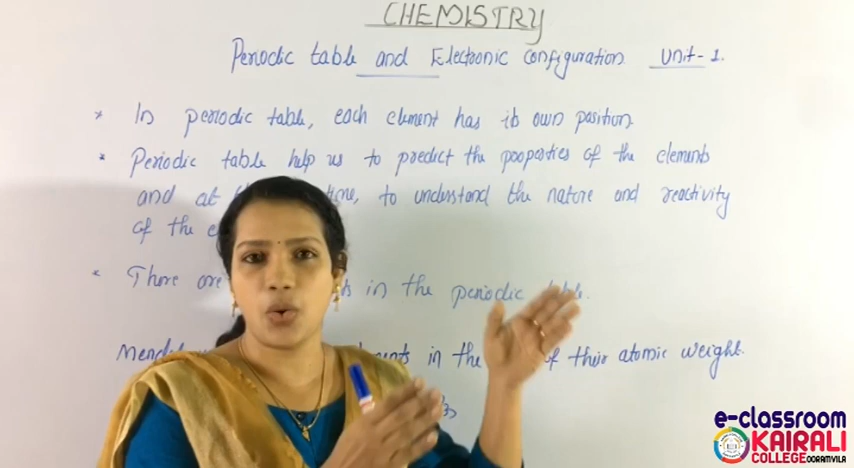 CHEMISTRY
Periodic table and Electronic configuration Unit-1.
* In periodic table, each element has its own position
* Periodic table help us to predict the properties of the elements
and at time, to understand the nature and reactivity
of the
* There are in the periodic table.
in the of their atomic weight.
e-classroom
KAIRALI
COLLEGE OORAMVILA